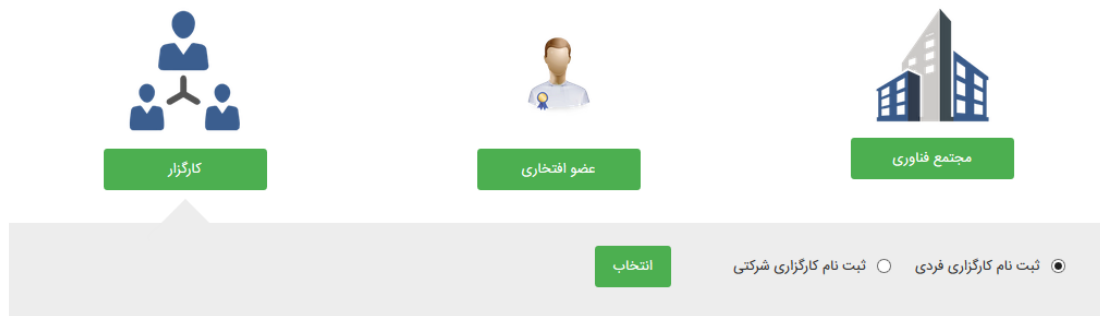 مجتمع فناوری
عضو افتخاری
کارگزار
ثبت نام کارگزاری فردی
ثبت نام کارگزاری شرکتی
انتخاب